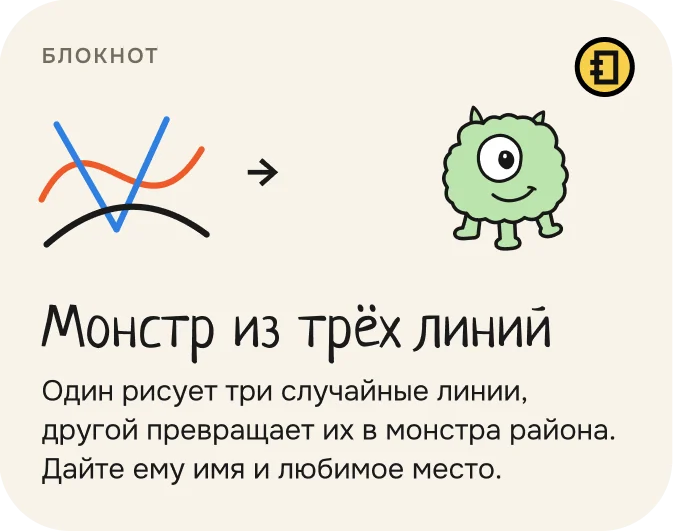 БЛОКНОТ
Монстр из трёх линий
Один рисует три случайные линии,
другой превращает их в монстра района.
Дайте ему имя и любимое место.